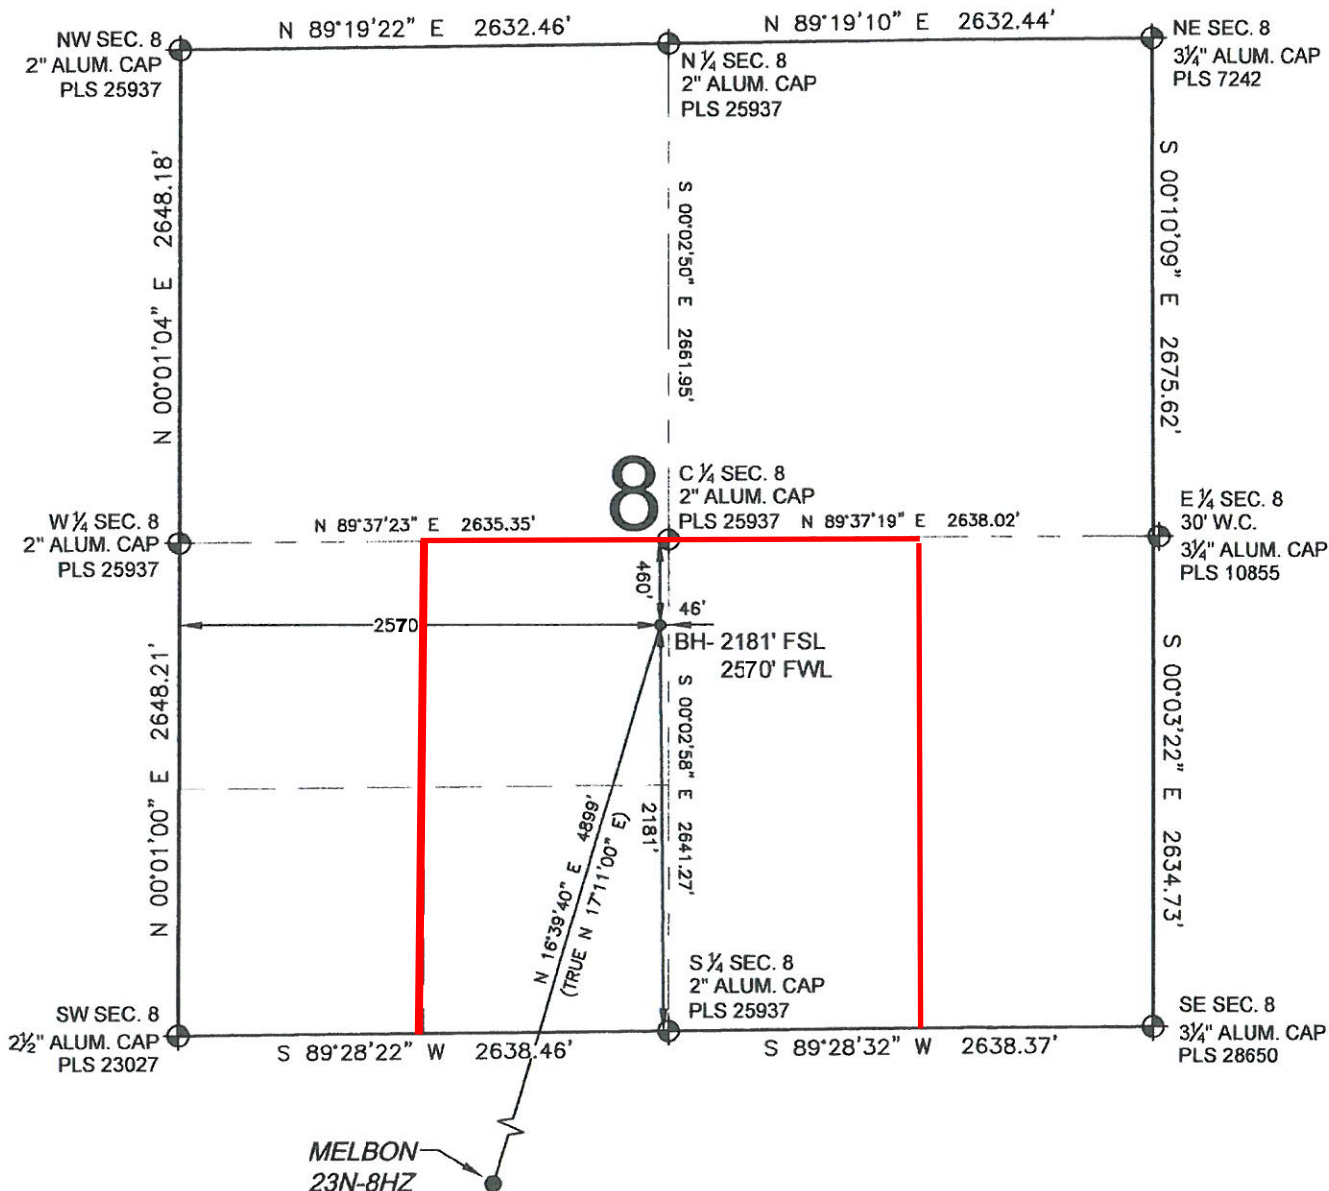 N 89°19'22" E 2632.46'
N 89°19'10" E 2632.44'
NW SEC. 8
2" ALUM. CAP
PLS 25937
N ¼ SEC. 8
2" ALUM. CAP
PLS 25937
NE SEC. 8
3¼" ALUM. CAP
PLS 7242
N 00°01'04" E 2648.18'
S 00°02'50" E 2661.95'
S 00°10'09" E 2675.62'
8
C ¼ SEC. 8
2" ALUM. CAP
PLS 25937
W ¼ SEC. 8
2" ALUM. CAP
PLS 25937
N 89°37'23" E 2635.35'
N 89°37'19" E 2638.02'
E ¼ SEC. 8
30' W.C.
3¼" ALUM. CAP
PLS 10855
460'
46'
2570
BH- 2181' FSL
2570' FWL
N 00°01'00" E 2648.21'
S 00°02'58" E 2641.27'
2181'
S 00°03'22" E 2634.73'
N 16°39'40" E 4899'
(TRUE N 17°11'00" E)
S ¼ SEC. 8
2" ALUM. CAP
PLS 25937
SW SEC. 8
2½" ALUM. CAP
PLS 23027
SE SEC. 8
3¼" ALUM. CAP
PLS 28650
S 89°28'22" W 2638.46'
S 89°28'32" W 2638.37'
MELBON
23N-8HZ